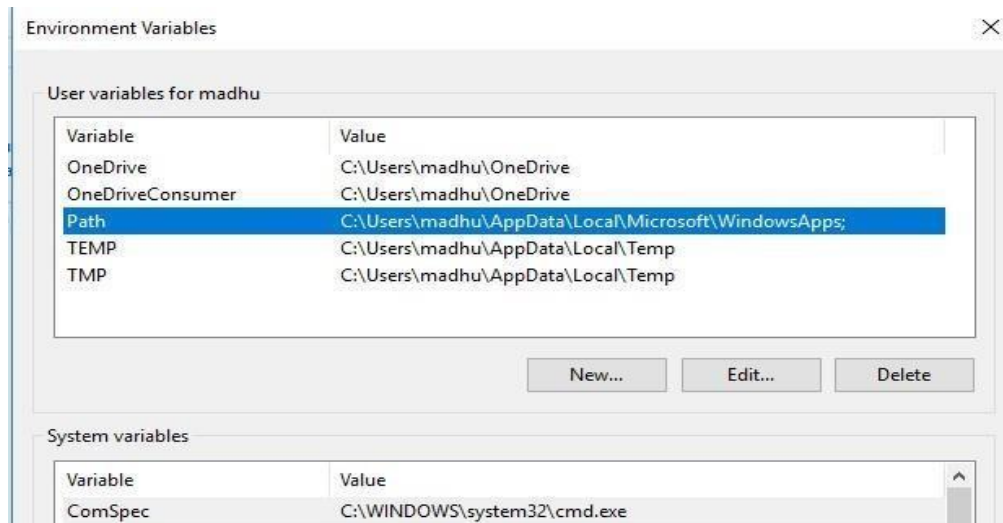 Environment Variables
User variables for madhu
Variable Value
OneDrive C:\Users\madhu\OneDrive
OneDriveConsumer C:\Users\madhu\OneDrive
Path C:\Users\madhu\AppData\Local\Microsoft\WindowsApps;
TEMP C:\Users\madhu\AppData\Local\Temp
TMP C:\Users\madhu\AppData\Local\Temp
New... Edit... Delete
System variables
Variable Value
ComSpec C:\WINDOWS\system32\cmd.exe